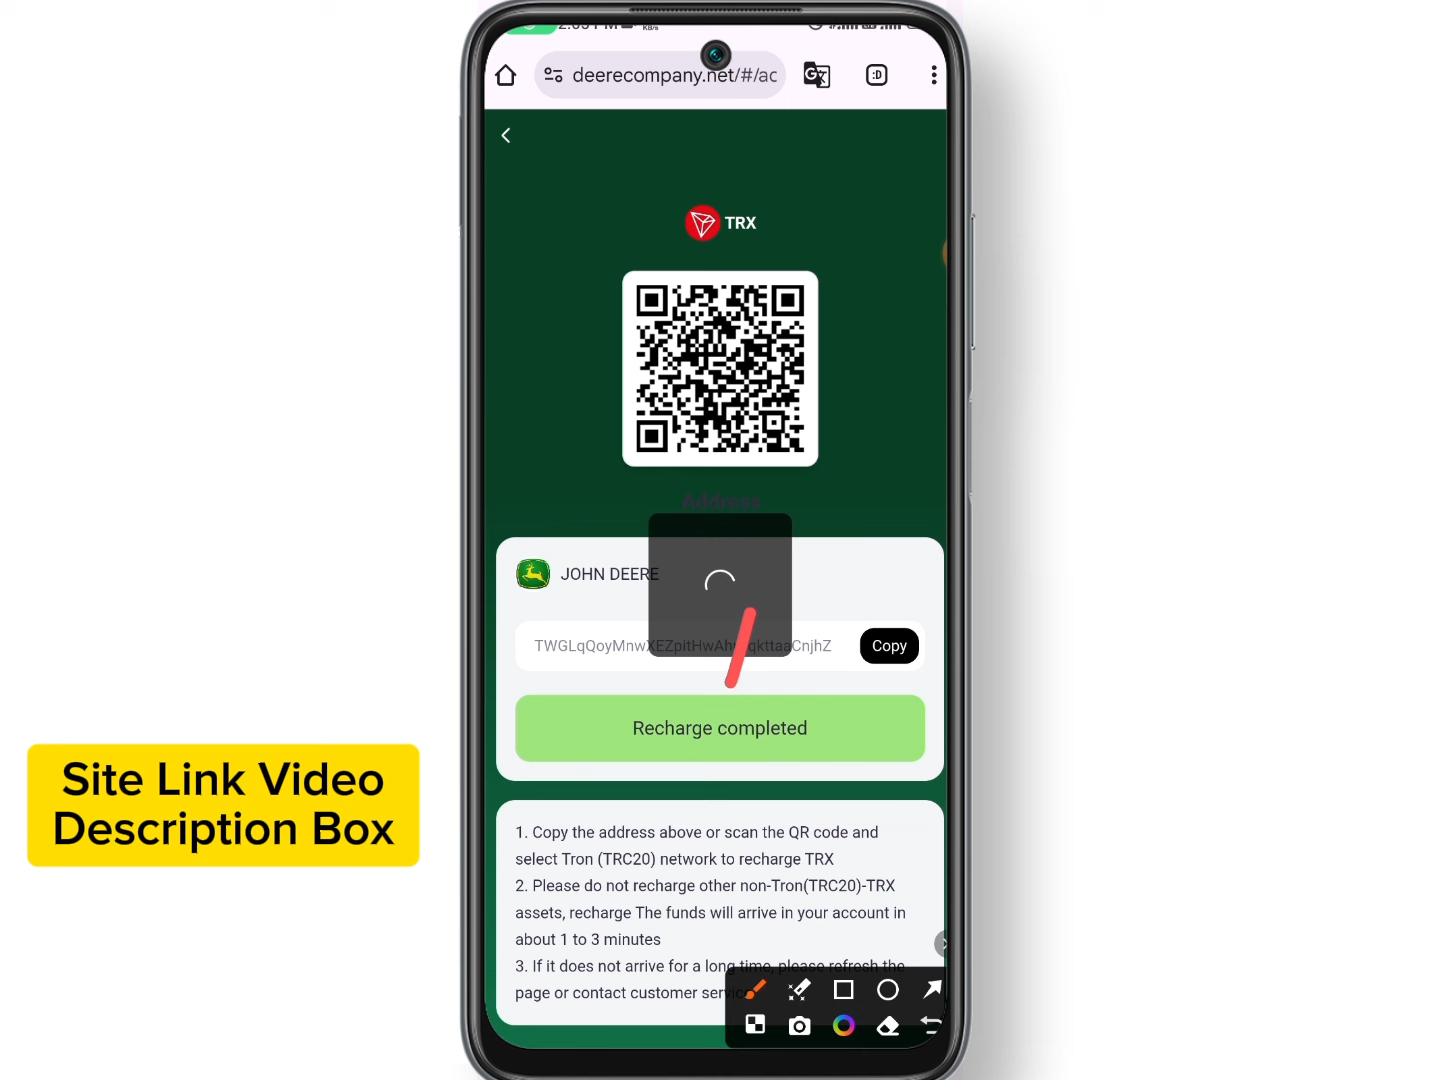 deerecompany.net/#/ac
:D
TRX
Address
JOHN DEERE
Copy
Recharge completed
Site Link Video
Description Box
1. Copy the address above or scan the QR code and
select Tron (TRC20) network to recharge TRX
2. Please do not recharge other non-Tron(TRC20)-TRX
assets, recharge The funds will arrive in your account in
about 1 to 3 minutes
3. If it does not arrive for a long time, please refresh the
page or contact customer service